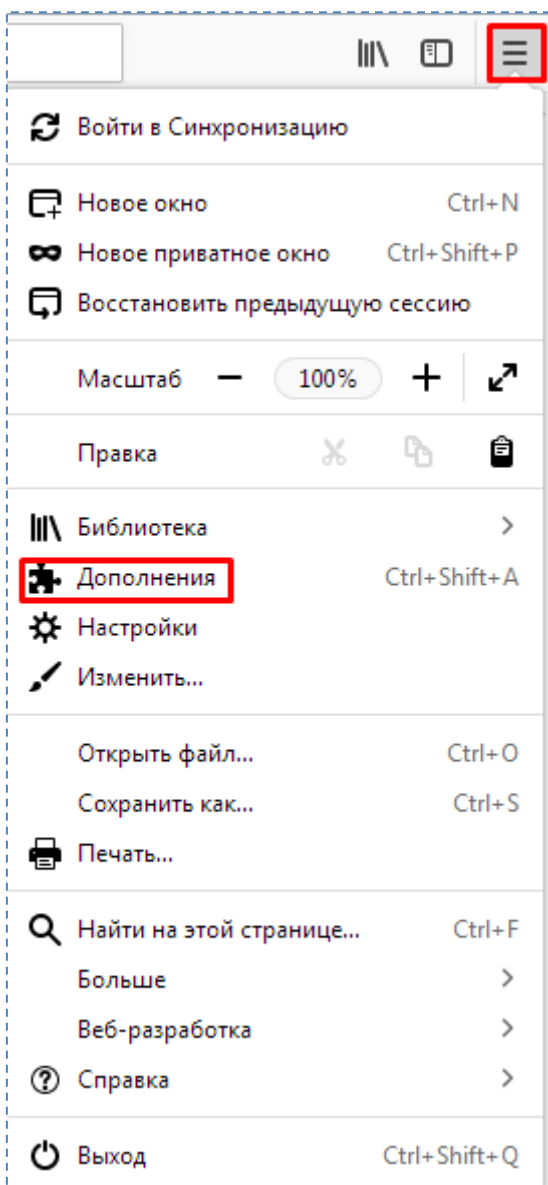 Войти в Синхронизацию
Новое окно Ctrl+N
Новое приватное окно Ctrl+Shift+P
Восстановить предыдущую сессию
Масштаб 100%
Правка
Библиотека
Дополнения Ctrl+Shift+A
Настройки
Изменить...
Открыть файл... Ctrl+O
Сохранить как... Ctrl+S
Печать...
Найти на этой странице... Ctrl+F
Больше
Веб-разработка
Справка
Выход Ctrl+Shift+Q